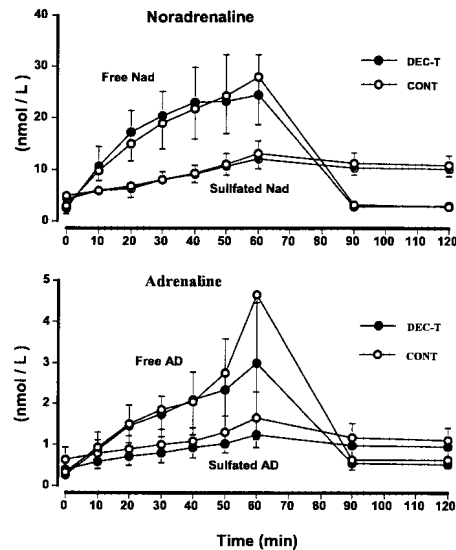 Noradrenaline
40
30
20
10
0
(nmol / L)
Free Nad
Sullfated Nad
DEC-T
CONT
0 10 20 30 40 50 60 70 80 90 100 110 120
Adrenaline
5
4
3
2
1
0
(nmol / L)
Free AD
Sulfated AD
DEC-T
CONT
0 10 20 30 40 50 60 70 80 90 100 110 120
Time (min)